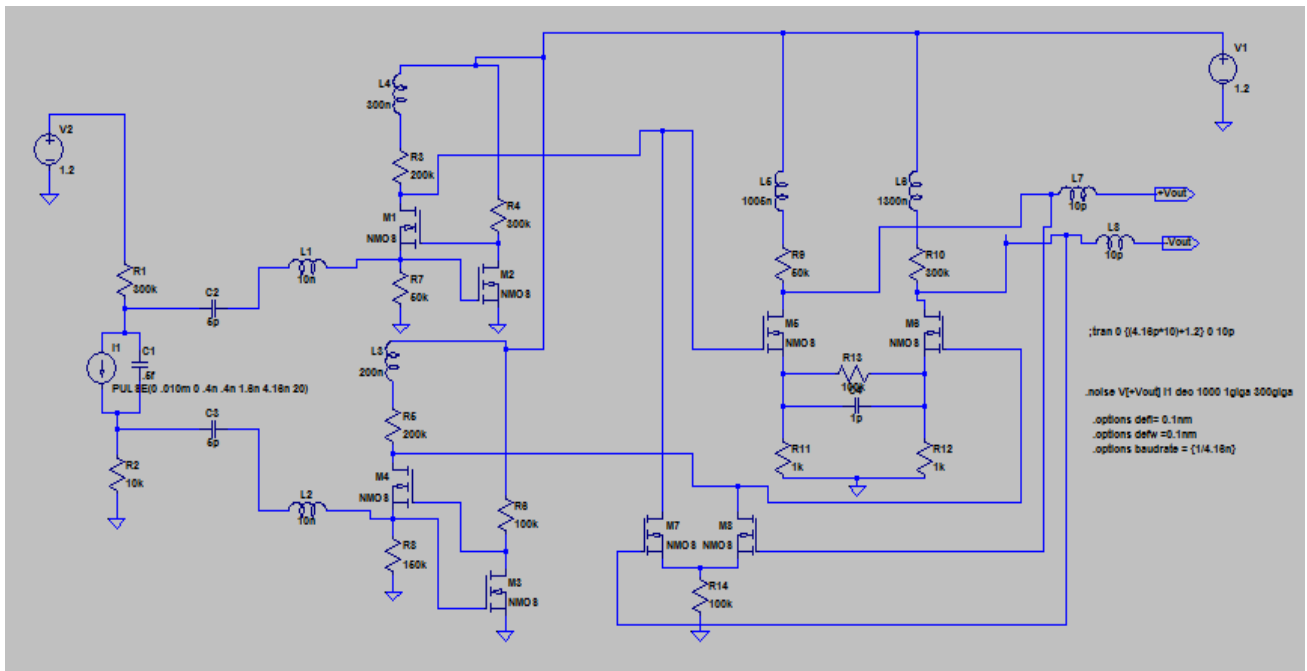 V1
1.2
L4
300n
V2
1.2
R3
200k
L5
1005n
L6
1300n
L7
10p
+Vout
R4
300k
M1
NMOS
L8
10p
-Vout
R9
50k
R10
300k
L1
10n
R1
300k
R7
50k
M2
NMOS
C2
5p
M5
NMOS
M6
NMOS
;tran 0 {(4.16p*10)+1.2} 0 10p
I1
C1
.5f
PULSE(0 .010m 0 .4n .4n 1.6n 4.16n 20)
L3
200n
R13
100k
1p
.noise V[+Vout] I1 dec 1000 1giga 300giga
.options defl= 0.1nm
.options defw =0.1nm
.options baudrate = {1/4.16n}
C3
5p
R5
200k
R11
1k
R12
1k
R2
10k
M4
NMOS
L2
10n
R6
100k
R8
150k
M3
NMOS
M7
NMOS
M8
NMOS
R14
100k